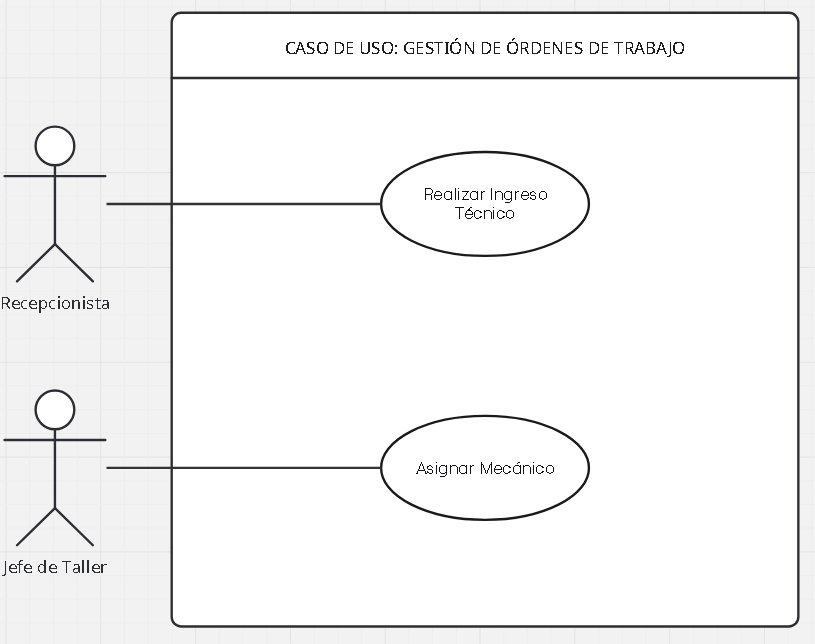 CASO DE USO: GESTIÓN DE ÓRDENES DE TRABAJO
Realizar Ingreso
Técnico
Recepcionista
Asignar Mecánico
Jefe de Taller